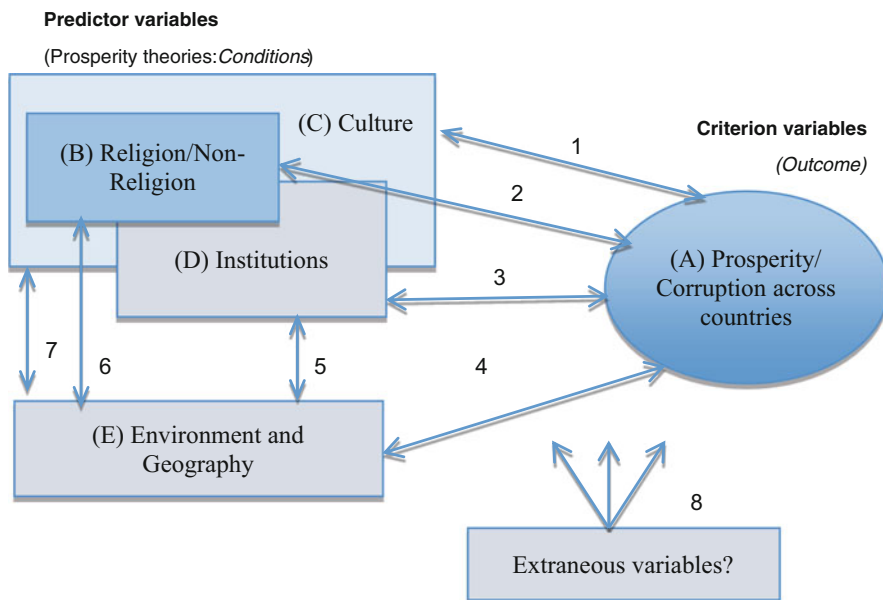 Predictor variables
(Prosperity theories:Conditions)
(C) Culture
(B) Religion/Non-
Religion
(D) Institutions
1
2
3
Criterion variables
(Outcome)
(A) Prosperity/
Corruption across
countries
7
6
5
4
(E) Environment and
Geography
8
Extraneous variables?